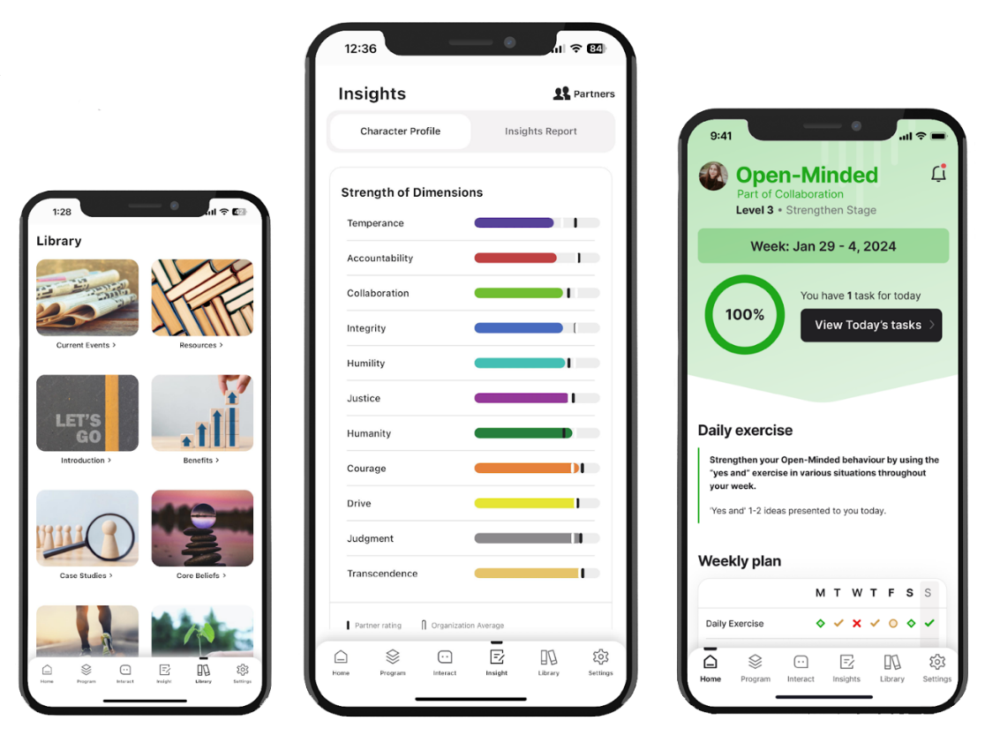 1:28
42
Library
Current Events >
Resources >
LET'S
GO
Introduction >
Benefits >
Case Studies >
Core Beliefs >
Home
Program
Interact
Insight
Library
Settings
12:36
84
Insights
Partners
Character Profile
Insights Report
Strength of Dimensions
Temperance
Accountability
Collaboration
Integrity
Humility
Justice
Humanity
Courage
Drive
Judgment
Transcendence
Partner rating
Organization Average
Home
Program
Interact
Insight
Library
Settings
9:41
Open-Minded
Part of Collaboration
Level 3 • Strengthen Stage
Week: Jan 29 - 4, 2024
100%
You have 1 task for today
View Today's tasks >
Daily exercise
Strengthen your Open-Minded behaviour by using the
"yes and" exercise in various situations throughout
your week.
'Yes and' 1-2 ideas presented to you today.
Weekly plan
M T W T F S S
Daily Exercise
Home
Program
Interact
Insights
Library
Settings